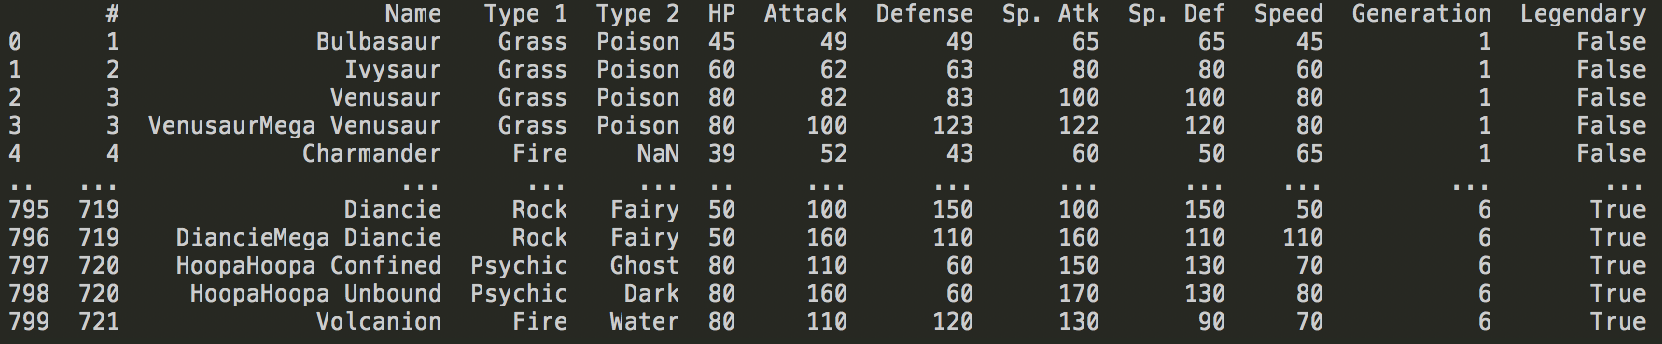 # Name Type 1 Type 2 HP Attack Defense Sp. Atk Sp. Def Speed Generation Legendary
0 1 Bulbasaur Grass Poison 45 49 49 65 65 45 1 False
1 2 Ivysaur Grass Poison 60 62 63 80 80 60 1 False
2 3 Venusaur Grass Poison 80 82 83 100 100 80 1 False
3 3 VenusaurMega Venusaur Grass Poison 80 100 123 122 120 80 1 False
4 4 Charmander Fire NaN 39 52 43 60 50 65 1 False
.. ... ... ... ... .. ... ... ... ... ... ... ...
795 719 Diancie Rock Fairy 50 100 150 100 150 50 6 True
796 719 DiancieMega Diancie Rock Fairy 50 160 110 160 110 110 6 True
797 720 HoopaHoopa Confined Psychic Ghost 80 110 60 150 130 70 6 True
798 720 HoopaHoopa Unbound Psychic Dark 80 160 60 170 130 80 6 True
799 721 Volcanion Fire Water 80 110 120 130 90 70 6 True